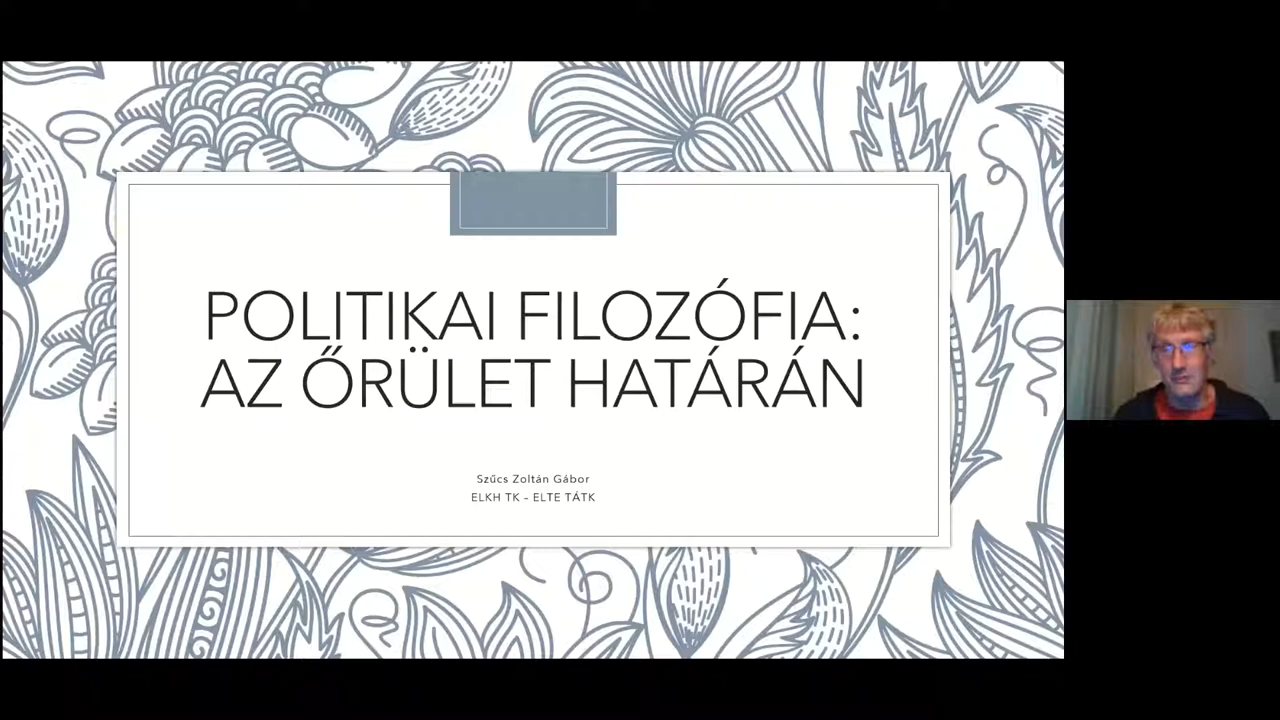 POLITIKAI FILOZÓFIA:
AZ ŐRÜLET HATÁRÁN
Szűcs Zoltán Gábor
ELKH TK – ELTE TÁTK